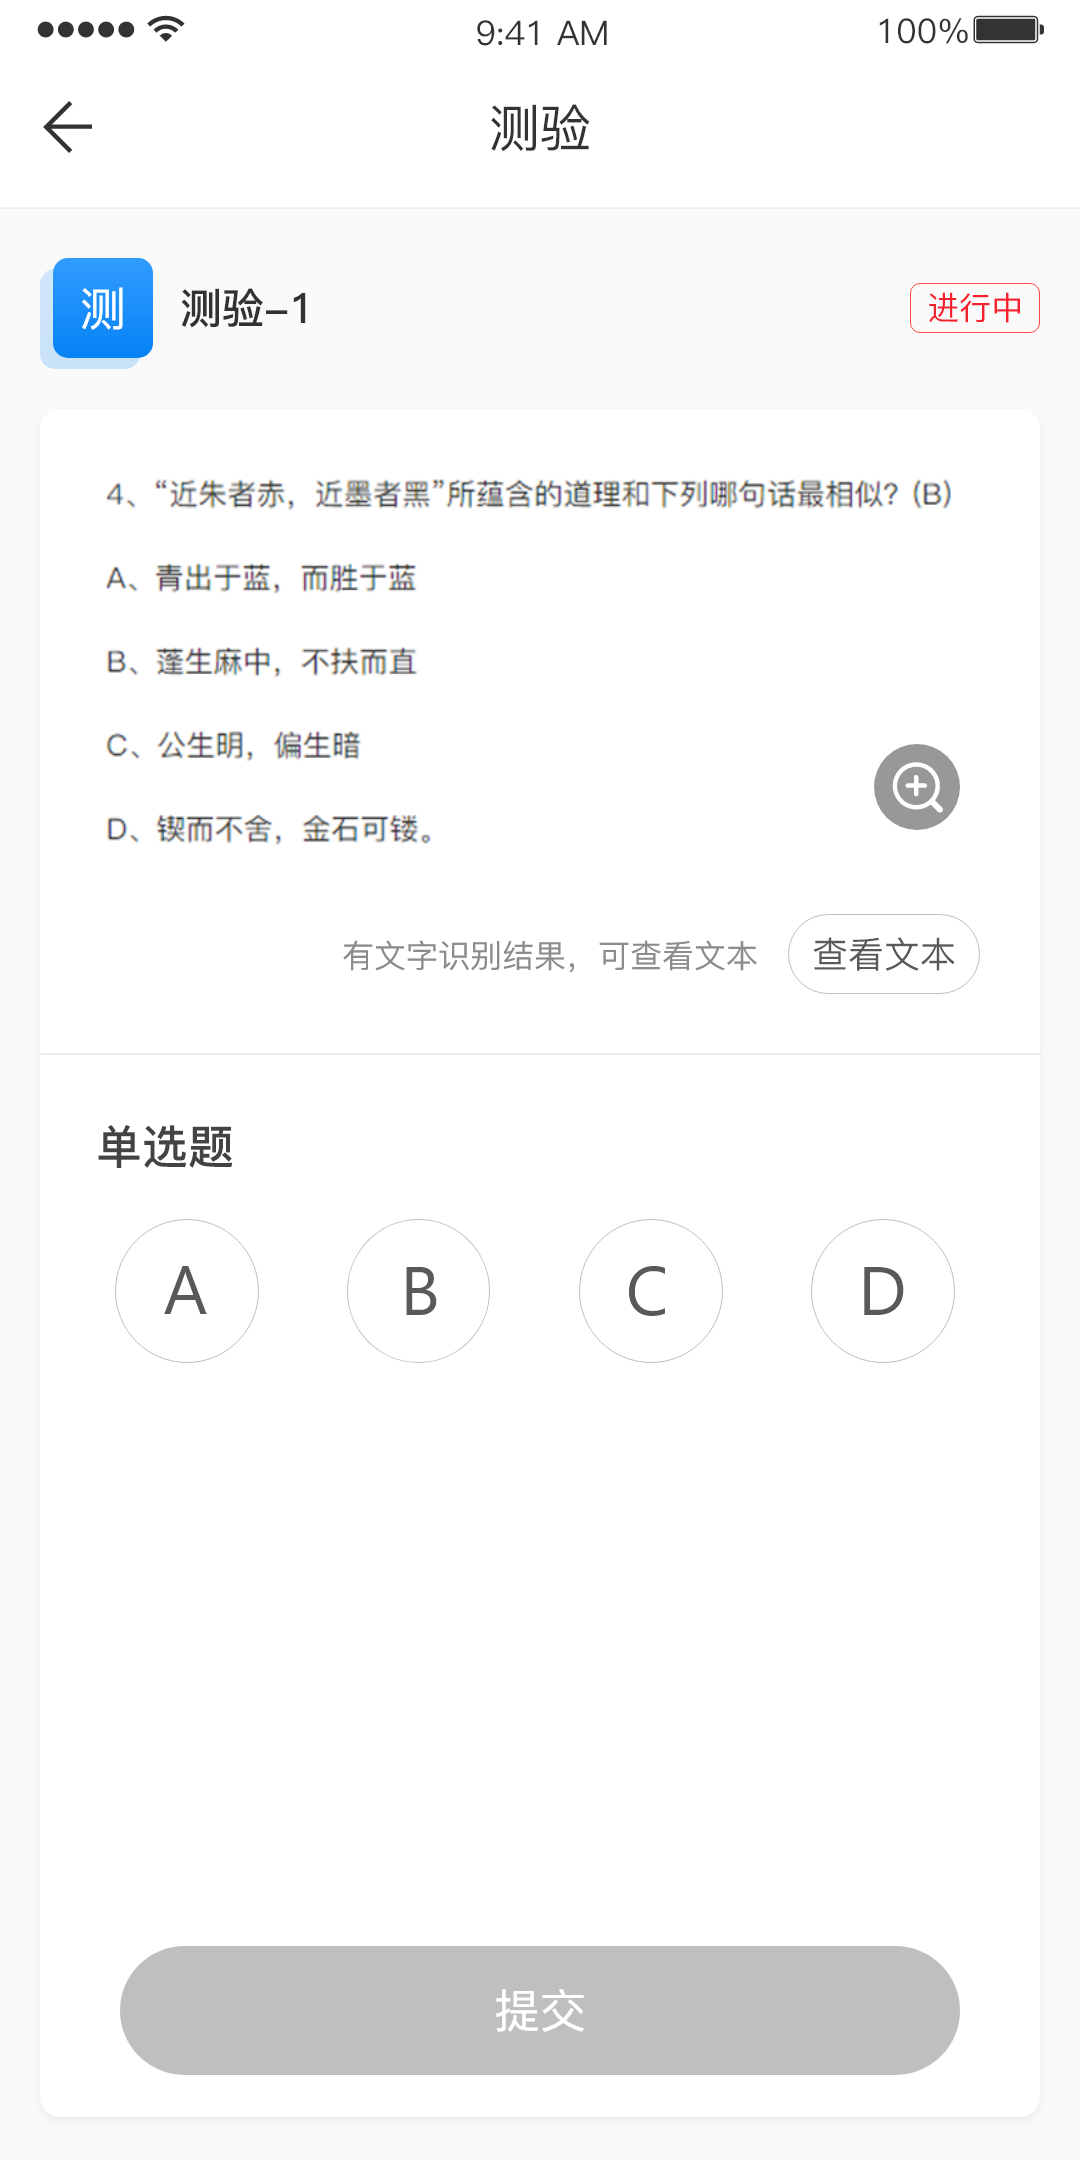 9:41 AM
100%
测验
测
测验-1
进行中
4、“近朱者赤，近墨者黑”所蕴含的道理和下列哪句话最相似？(B)
A、青出于蓝，而胜于蓝
B、蓬生麻中，不扶而直
C、公生明，偏生暗
D、锲而不舍，金石可镂。
有文字识别结果，可查看文本
查看文本
单选题
A
B
C
D
提交